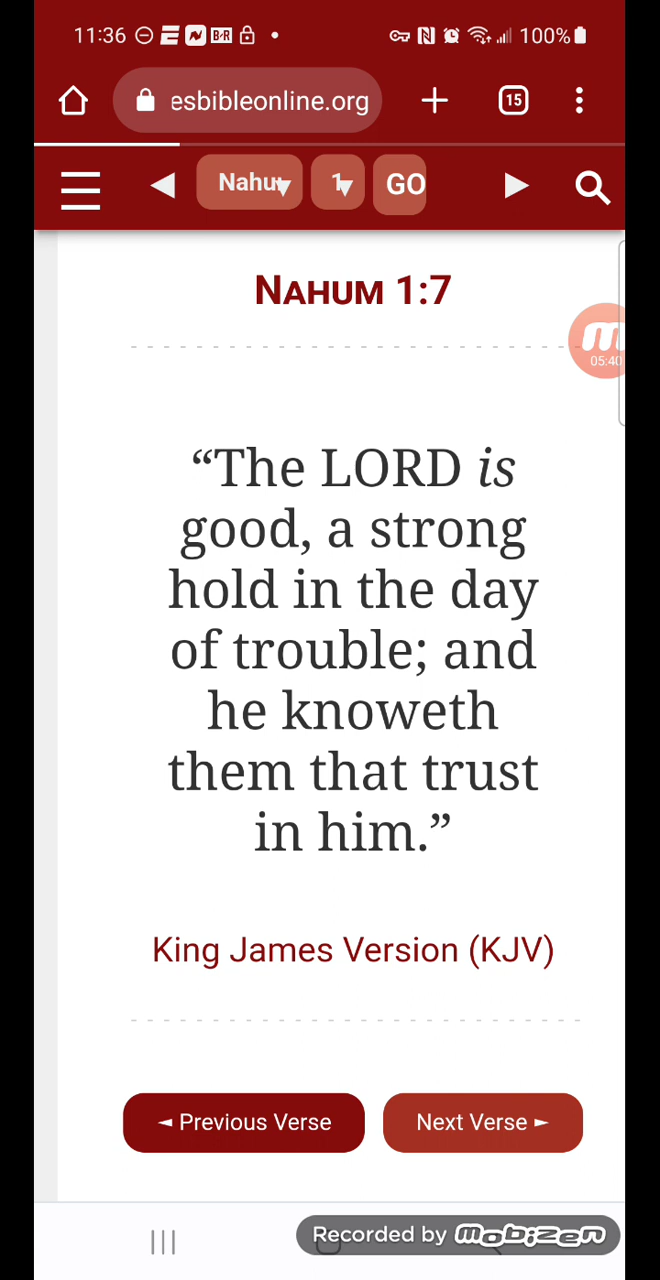 11:36 100%
esbibleonline.org 15
Nahu 1 GO
NAHUM 1:7
05:40
“The LORD is
good, a strong
hold in the day
of trouble; and
he knoweth
them that trust
in him.”
King James Version (KJV)
◄ Previous Verse Next Verse ►
Recorded by mobizen